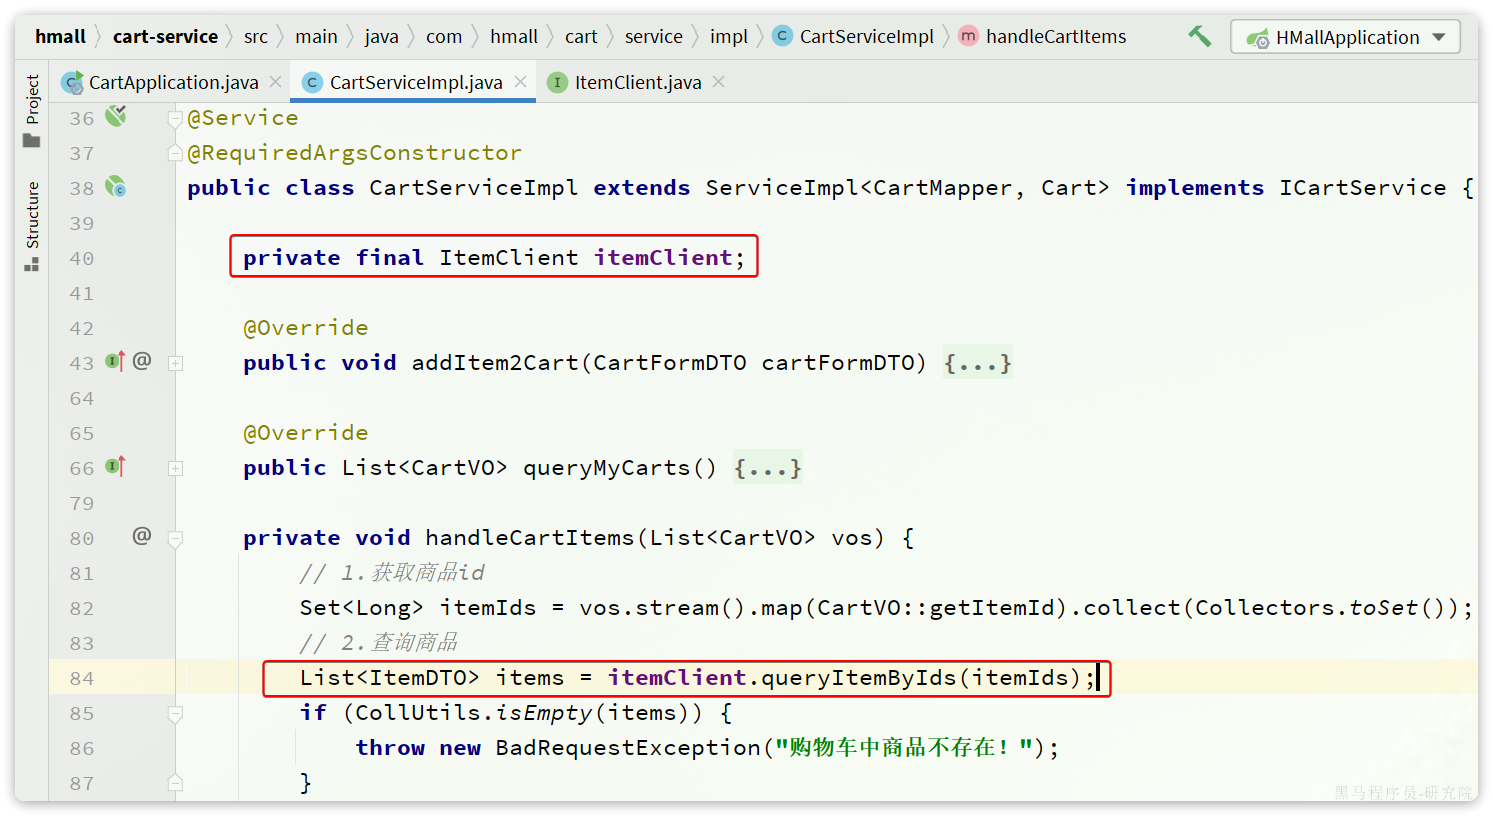 hmall cart-service src main java com hmall cart service impl CartServiceImpl handleCartItems HMallApplication
CartApplication.java CartServiceImpl.java ItemClient.java
Project
Structure
36 @Service
37 @RequiredArgsConstructor
38 public class CartServiceImpl extends ServiceImpl<CartMapper, Cart> implements ICartService {
39
40 private final ItemClient itemClient;
41
42 @Override
43 public void addItem2Cart(CartFormDTO cartFormDTO) {...}
64
65 @Override
66 public List<CartVO> queryMyCarts() {...}
79
80 private void handleCartItems(List<CartVO> vos) {
81 // 1.获取商品id
82 Set<Long> itemIds = vos.stream().map(CartVO::getItemId).collect(Collectors.toSet());
83 // 2.查询商品
84 List<ItemDTO> items = itemClient.queryItemByIds(itemIds);
85 if (CollUtils.isEmpty(items)) {
86 throw new BadRequestException("购物车中商品不存在！");
87 }
黑马程序员-研究院